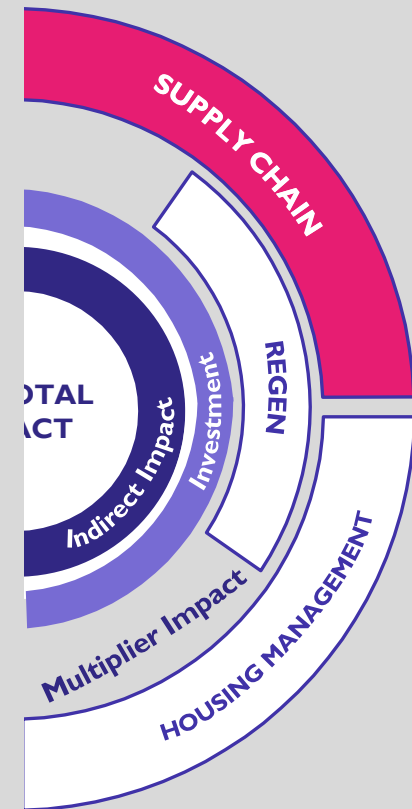 SUPPLY CHAIN
REGEN
Investment
OTAL
ACT
Indirect Impact
Multiplier Impact
HOUSING MANAGEMENT